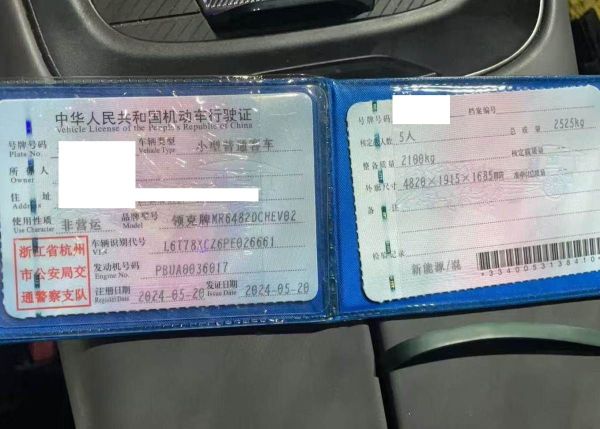 中华人民共和国机动车行驶证
Vehicle License of the People's Republic of China
号牌号码
Plate No.
车辆类型
Vehicle Type
小型普通客车
所有人
Owner
住址
使用性质
Use Character
非营运
品牌型号
Model
领克牌MR6482DCHEV02
浙江省杭州
市公安局交
通警察支队
车辆识别代号
VIN
L6T78XCZ6PE026661
发动机号码
Engine No.
PBUA0036017
注册日期
Register Date
2024-05-20
发证日期
Issue Date
2024-05-20
号牌号码
档案编号
核定载人数 5人
总质量 2525kg
整备质量 2100kg
核定载质量
外廓尺寸 4820×1915×1685mm
准牵引总质量
备注
检验记录
新能源/混
*3340053138410*